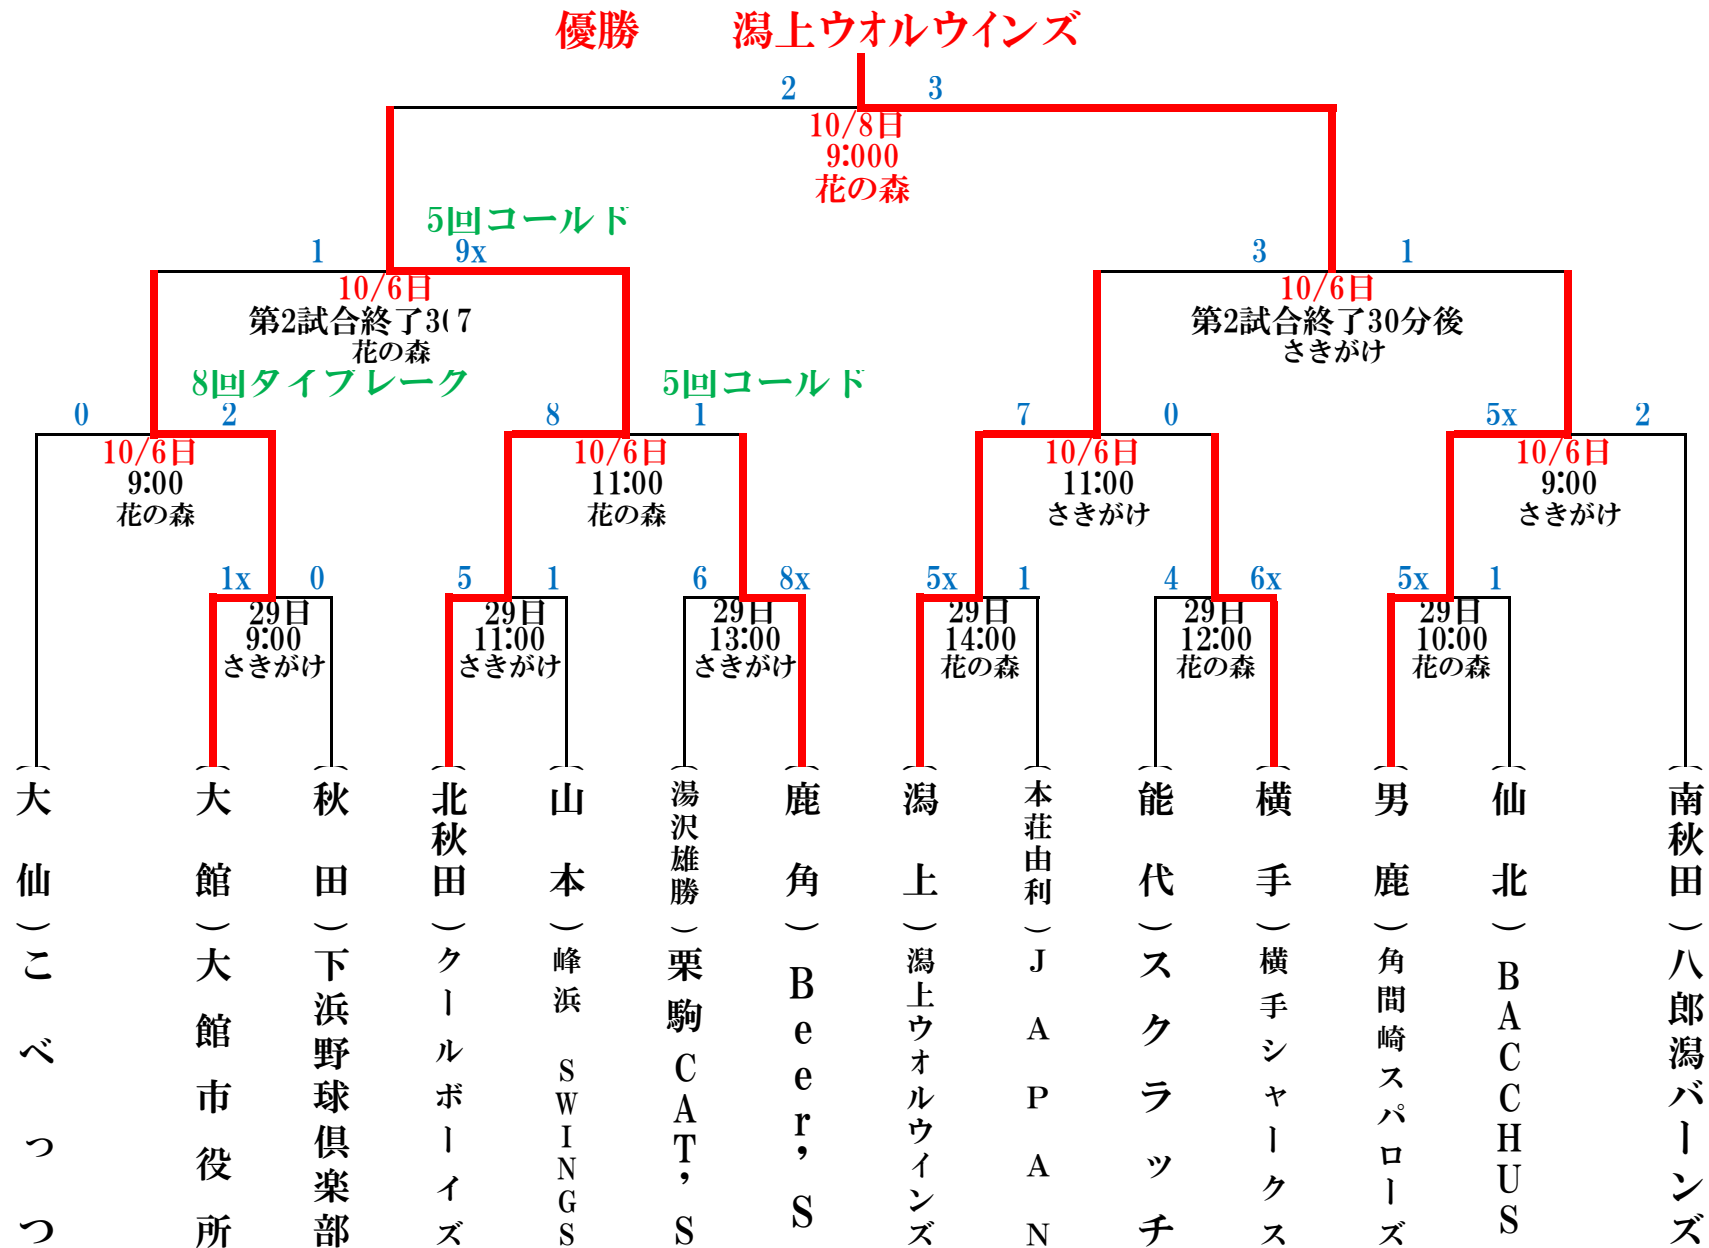 優勝 潟上ウオルウインズ
2 3
10/8日
9:000
花の森
5回コールド
1 9x 3 1
10/6日 10/6日
第2試合終了3( 7 第2試合終了30分後
花の森 さきがけ
8回タイブレーク 5回コールド
0 2 8 1 7 0 5x 2
10/6日 10/6日 10/6日 10/6日
9:00 11:00 11:00 9:00
花の森 花の森 さきがけ さきがけ
1x 0 5 1 6 8x 5x 1 4 6x 5x 1
29日 29日 29日 29日 29日 29日
9:00 11:00 13:00 14:00 12:00 10:00
さきがけ さきがけ さきがけ 花の森 花の森 花の森
(大仙)こべっつ
(大館)大館市役所
(秋田)下浜野球倶楽部
(北秋田)クールボーイズ
(山本)峰浜 SWINGS
(湯沢雄勝)栗駒CAT’S
(鹿角)Beer’S
(潟上)潟上ウオルウインズ
(本荘由利)JAPAN
(能代)スクラッチ
(横手)横手シャークス
(男鹿)角間崎スパローズ
(仙北)BACCHUS
(南秋田)八郎潟バーンズ